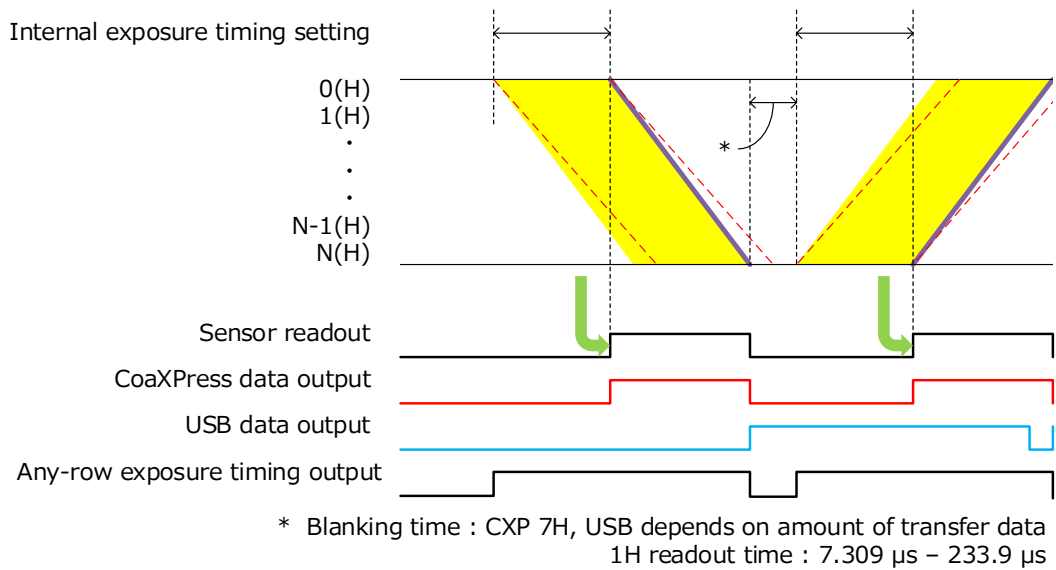 Internal exposure timing setting
0(H)
1(H)
·
·
·
N-1(H)
N(H)
*
Sensor readout
CoaXPress data output
USB data output
Any-row exposure timing output
* Blanking time : CXP 7H, USB depends on amount of transfer data
1H readout time : 7.309 μs – 233.9 μs